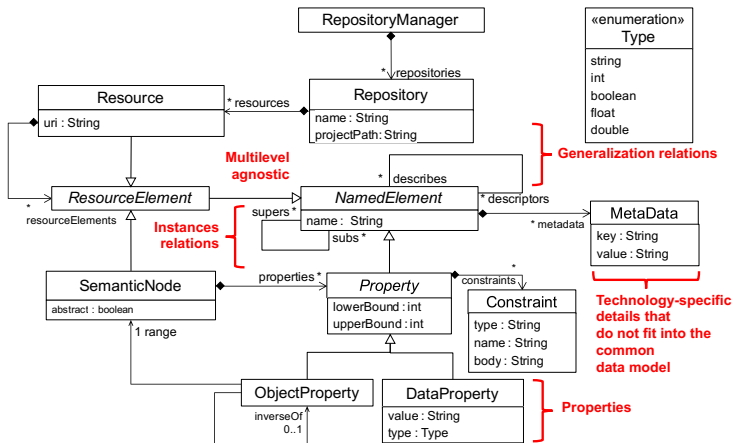 RepositoryManager
«enumeration»
Type
string
int
boolean
float
double
* repositories
Resource
uri : String
* resources
Repository
name : String
projectPath: String
Multilevel
agnostic
Generalization relations
* describes
ResourceElement
NamedElement
name : String
* descriptors
* resourceElements
supers *
subs *
Instances
relations
* metadata
MetaData
key : String
value : String
SemanticNode
abstract : boolean
properties *
Property
lowerBound : int
upperBound : int
*
constraints
Constraint
type : String
name : String
body : String
Technology-specific
details that
do not fit into the
common
data model
1 range
ObjectProperty
DataProperty
value : String
type : Type
inverseOf
0..1
Properties